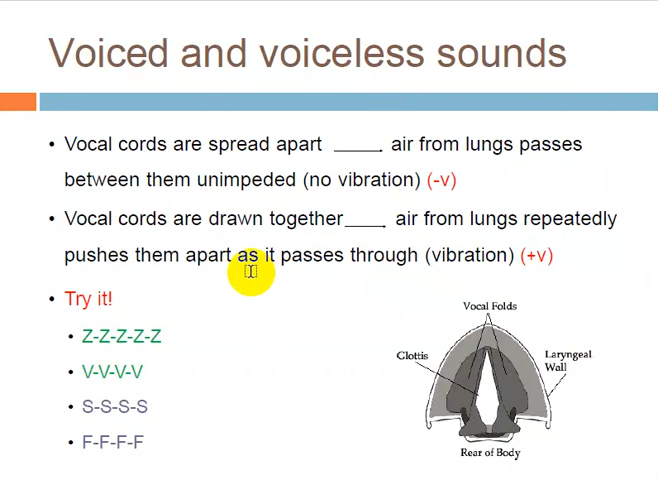 Voiced and voiceless sounds
• Vocal cords are spread apart _____. air from lungs passes
between them unimpeded (no vibration) (-v)
• Vocal cords are drawn together____. air from lungs repeatedly
pushes them apart as it passes through (vibration) (+v)
• Try it!
• Z-Z-Z-Z-Z
• V-V-V-V
• S-S-S-S
• F-F-F-F
Vocal Folds
Glottis
Laryngeal
Wall
Rear of Body